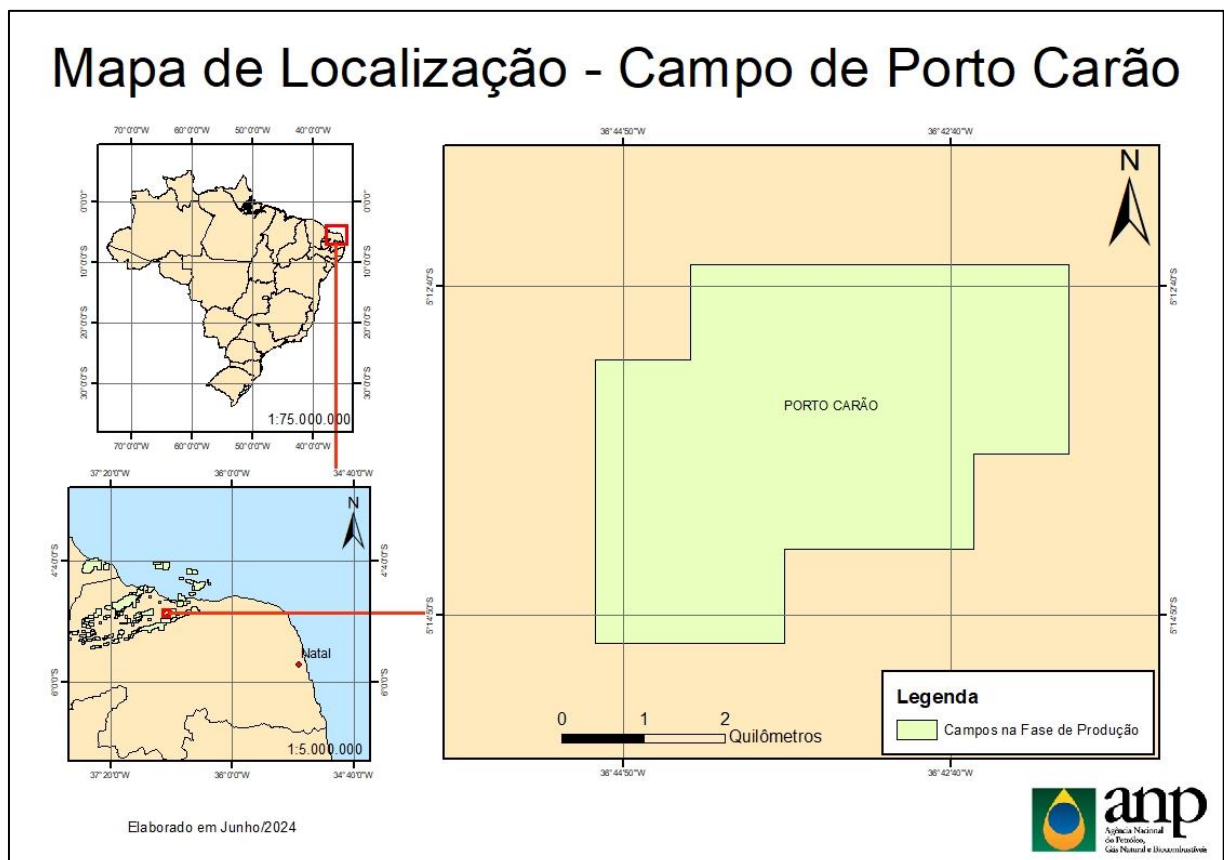 Mapa de Localização - Campo de Porto Carão
70°0'0"W 60°0'0"W 50°0'0"W 40°0'0"W
0°0'0" 0°0'0"
10°0'0"S 10°0'0"S
20°0'0"S 20°0'0"S
30°0'0"S 30°0'0"S
1:75.000.000
70°0'0"W 60°0'0"W 50°0'0"W 40°0'0"W
37°20'0"W 36°0'0"W 34°40'0"W
N
4°40'0"S 4°40'0"S
Natal
6°0'0"S 6°0'0"S
1:5.000.000
37°20'0"W 36°0'0"W 34°40'0"W
36°44'50"W 36°42'40"W
N
5°12'40"S 5°12'40"S
PORTO CARÃO
5°14'50"S 5°14'50"S
0 1 2
Quilômetros
Legenda
Campos na Fase de Produção
36°44'50"W 36°42'40"W
Elaborado em Junho/2024
anp
Agência Nacional
do Petróleo,
Gás Natural e Biocombustíveis